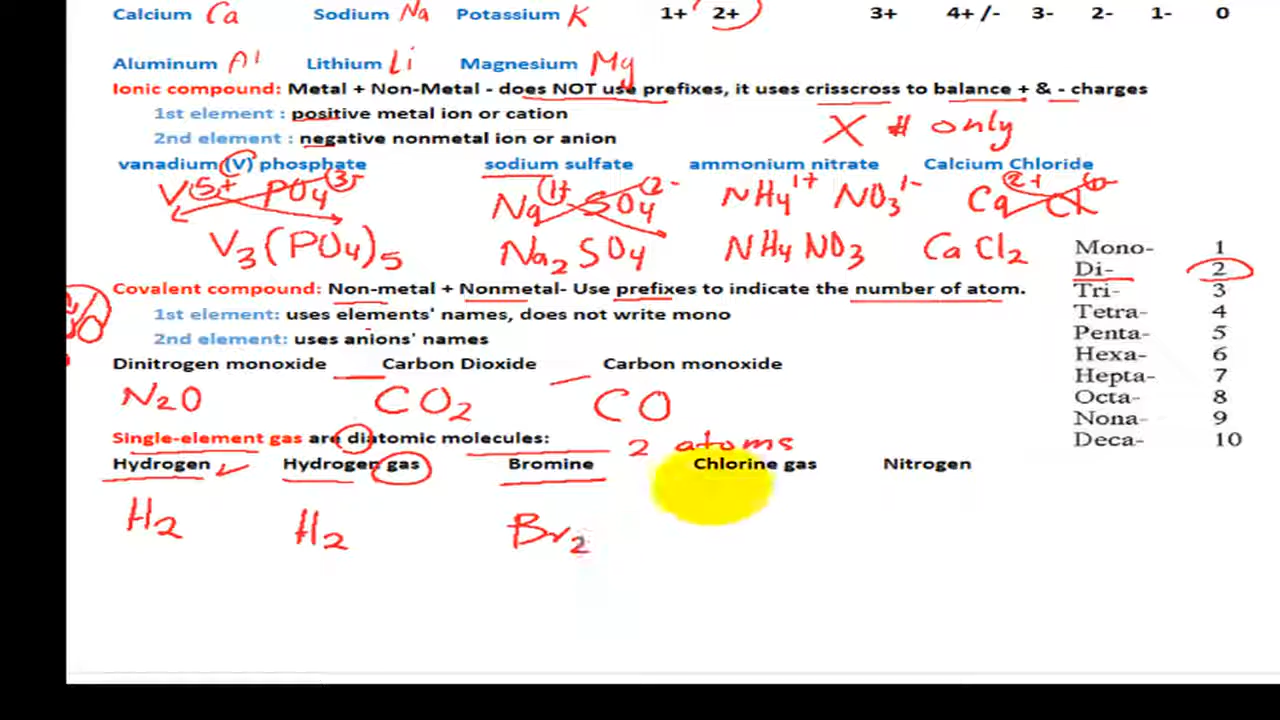 Calcium Ca Sodium Na Potassium K 1+ 2+ 3+ 4+ /- 3- 2- 1- 0
Aluminum Al Lithium Li Magnesium Mg
Ionic compound: Metal + Non-Metal - does NOT use prefixes, it uses crisscross to balance + & - charges
1st element : positive metal ion or cation
X # only
2nd element : negative nonmetal ion or anion
vanadium (V) phosphate sodium sulfate ammonium nitrate Calcium Chloride
V 5+ PO4 3- Na 1+ SO4 2- NH4 1+ NO3 1- Ca 2+ Cl
V3(PO4)5 Na2SO4 NH4NO3 CaCl2
Mono- 1
Di- 2
Covalent compound: Non-metal + Nonmetal- Use prefixes to indicate the number of atom.
Tri- 3
1st element: uses elements' names, does not write mono
Tetra- 4
2nd element: uses anions' names
Penta- 5
Hexa- 6
Dinitrogen monoxide Carbon Dioxide Carbon monoxide
Hepta- 7
N2O CO2 CO
Octa- 8
Nona- 9
Single-element gas are diatomic molecules: 2 atoms
Deca- 10
Hydrogen Hydrogen gas Bromine Chlorine gas Nitrogen
H2 H2 Br2